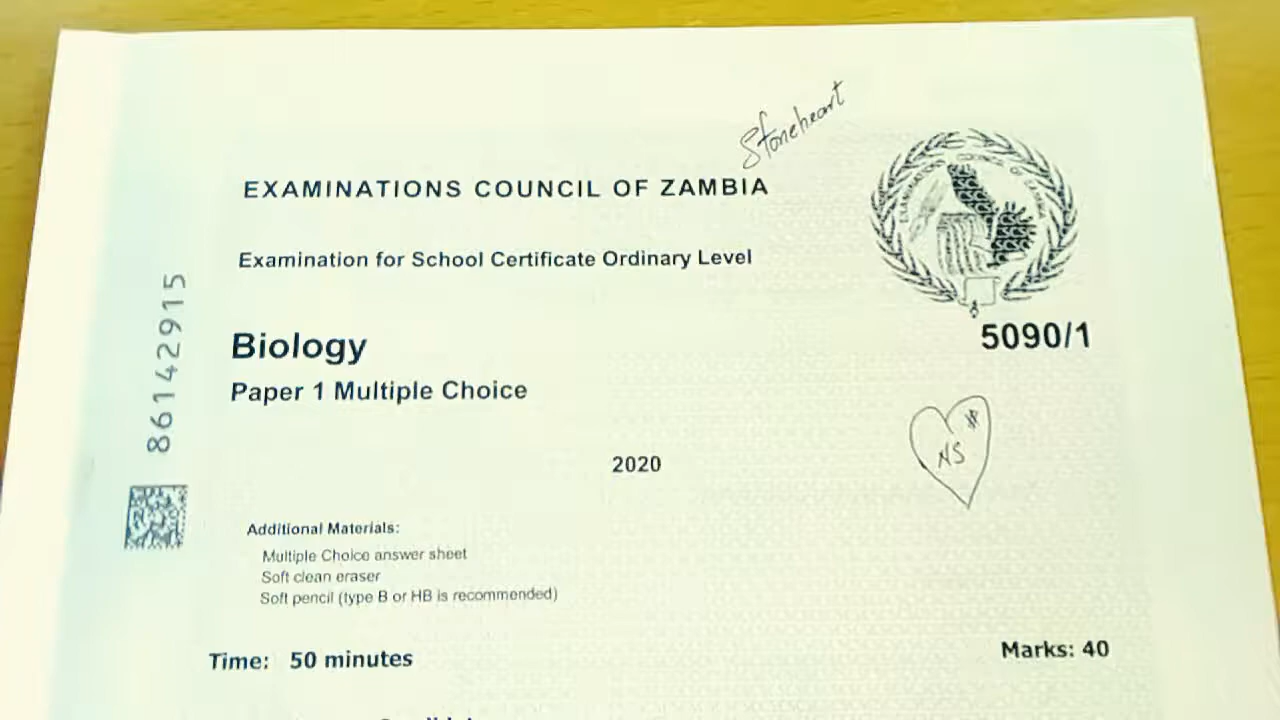 Stoneheart
EXAMINATIONS COUNCIL OF ZAMBIA
Examination for School Certificate Ordinary Level
Biology
5090/1
Paper 1 Multiple Choice
2020
NS
86142915
Additional Materials:
Multiple Choice answer sheet
Soft clean eraser
Soft pencil (type B or HB is recommended)
Time: 50 minutes
Marks: 40